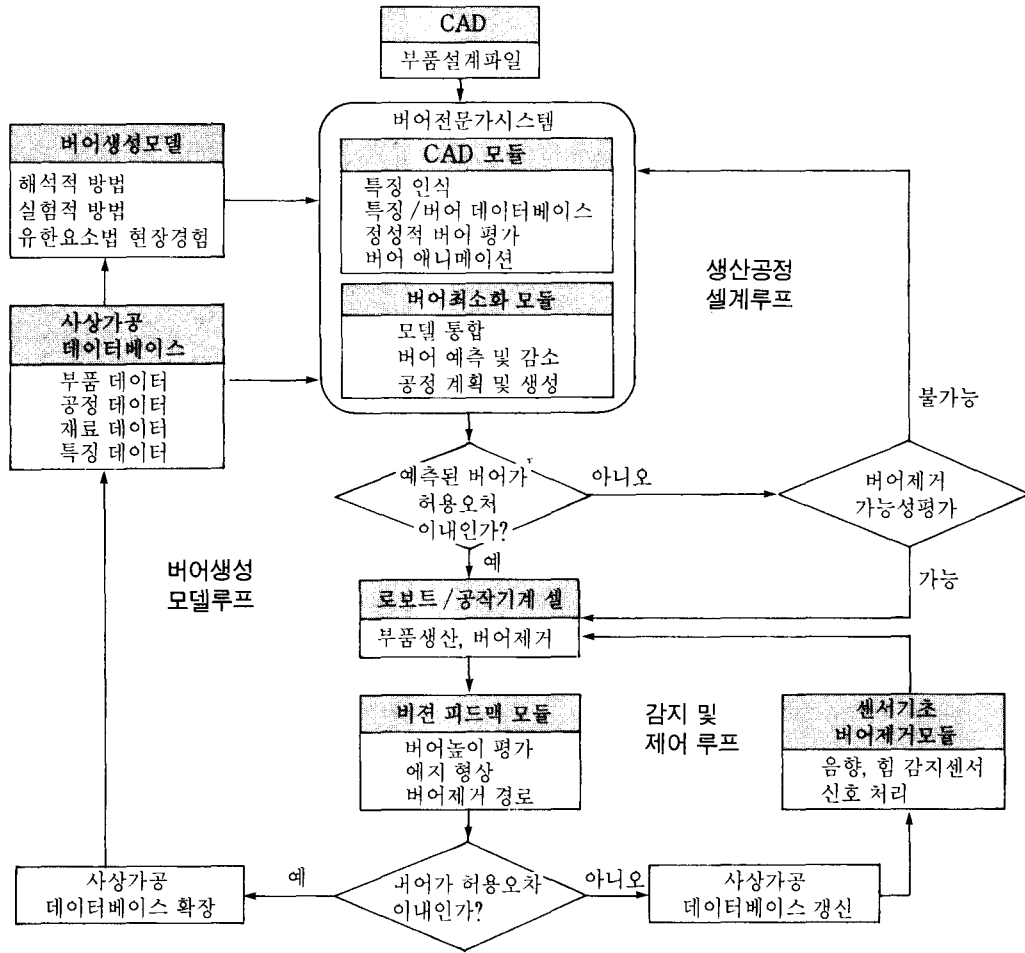 CAD
부품설계파일
버어전문가시스템
CAD 모듈
특징 인식
특징/버어 데이터베이스
정성적 버어 평가
버어 애니메이션
버어최소화 모듈
모델 통합
버어 예측 및 감소
공정 계획 및 생성
버어생성모델
해석적 방법
실험적 방법
유한요소법 현장경험
사상가공
데이터베이스
부품 데이터
공정 데이터
재료 데이터
특징 데이터
생산공정
설계루프
불가능
예측된 버어가
허용오처
이내인가?
아니오
버어제거
가능성평가
예
가능
버어생성
모델루프
로보트/공작기계 셀
부품생산, 버어제거
비젼 피드백 모듈
버어높이 평가
에지 형상
버어제거 경로
감지 및
제어 루프
센서기초
버어제거모듈
음향, 힘 감지센서
신호 처리
사상가공
데이터베이스 확장
예
버어가 허용오차
이내인가?
아니오
사상가공
데이터베이스 갱신